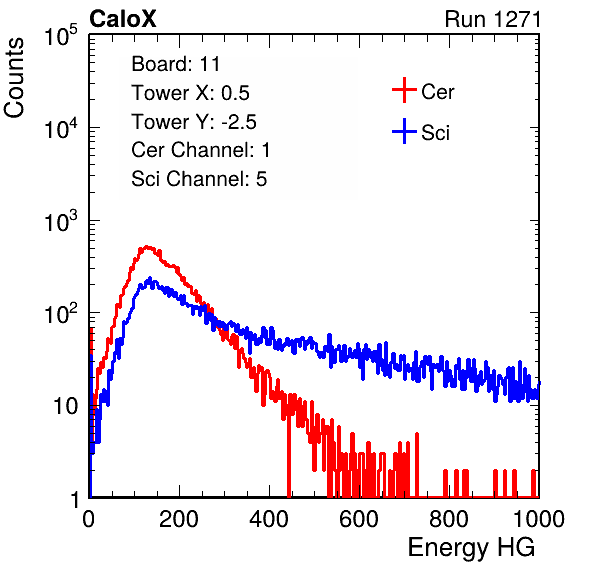 CaloX Run 1271
Counts
10^5
10^4
10^3
10^2
10
1
Board: 11
Tower X: 0.5
Tower Y: -2.5
Cer Channel: 1
Sci Channel: 5
Cer
Sci
0 200 400 600 800 1000
Energy HG